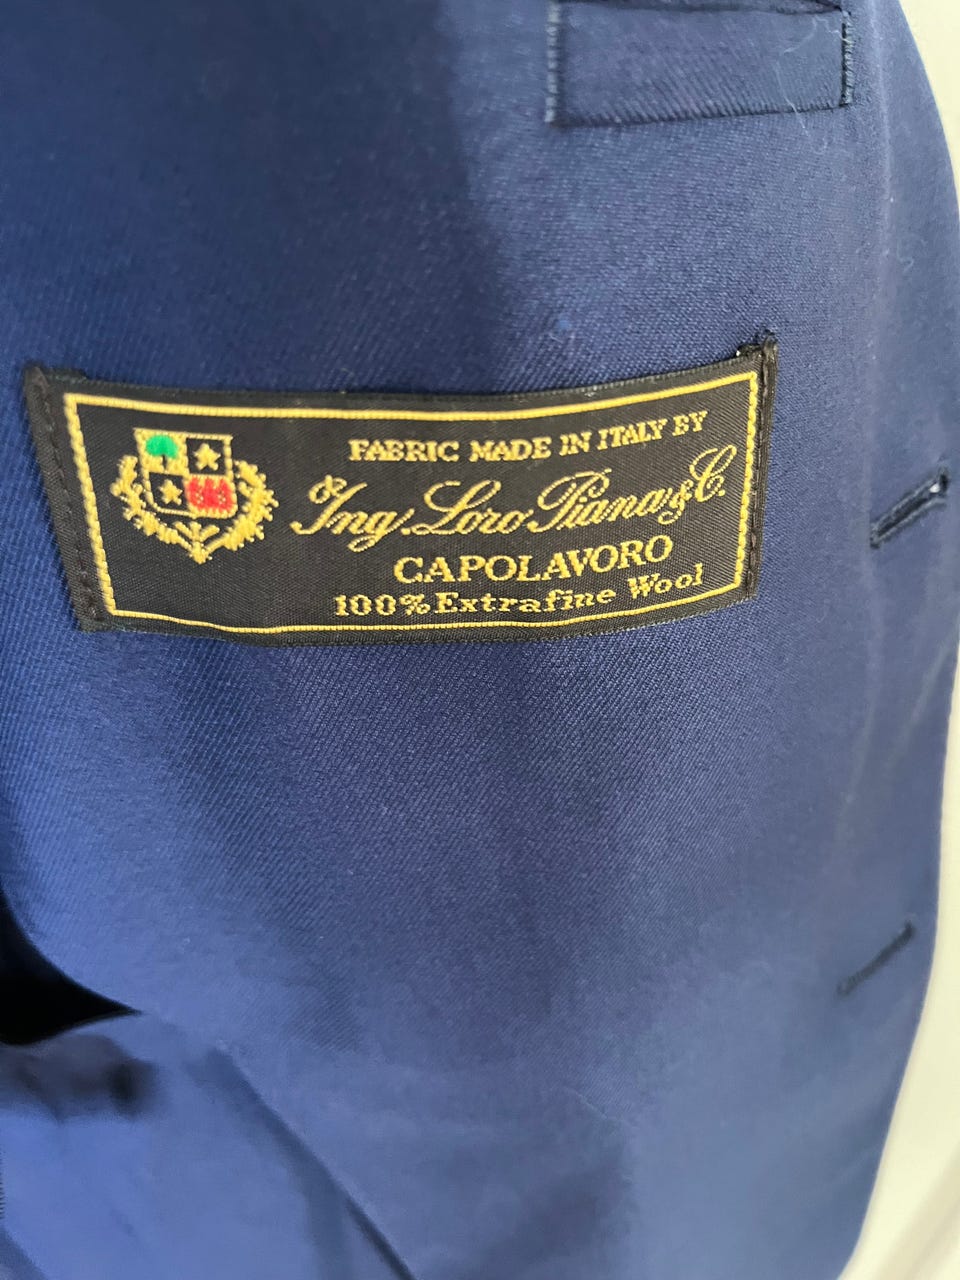 FABRIC MADE IN ITALY BY
Ing. Loro Piana & C.
CAPOLAVORO
100% Extrafine Wool